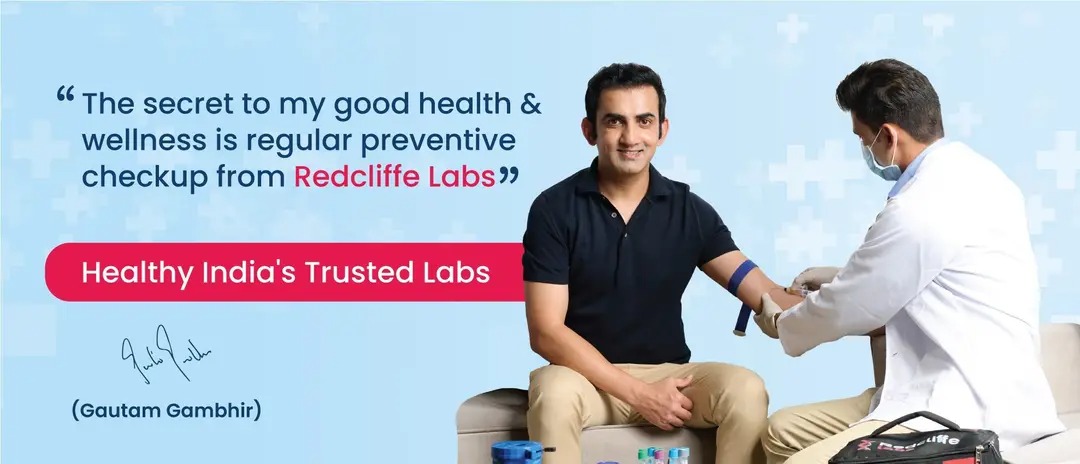 “ The secret to my good health &
wellness is regular preventive
checkup from Redcliffe Labs”
Healthy India's Trusted Labs
(Gautam Gambhir)
Redcliffe